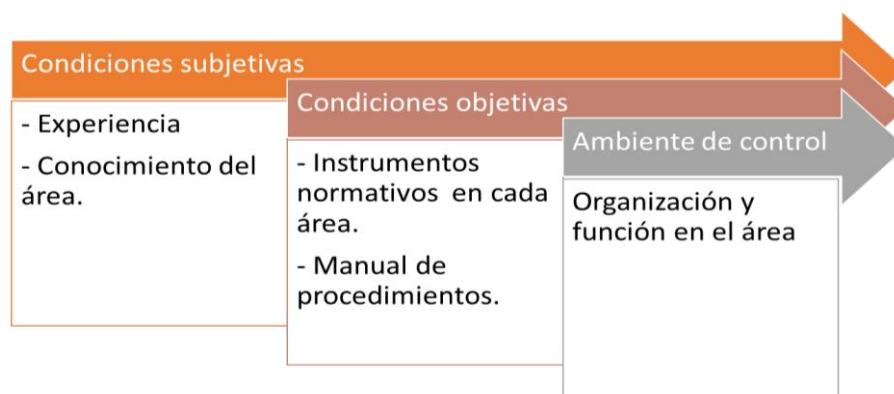 Condiciones subjetivas
- Experiencia
- Conocimiento del
área.
Condiciones objetivas
- Instrumentos
normativos en cada
área.
- Manual de
procedimientos.
Ambiente de control
Organización y
función en el área